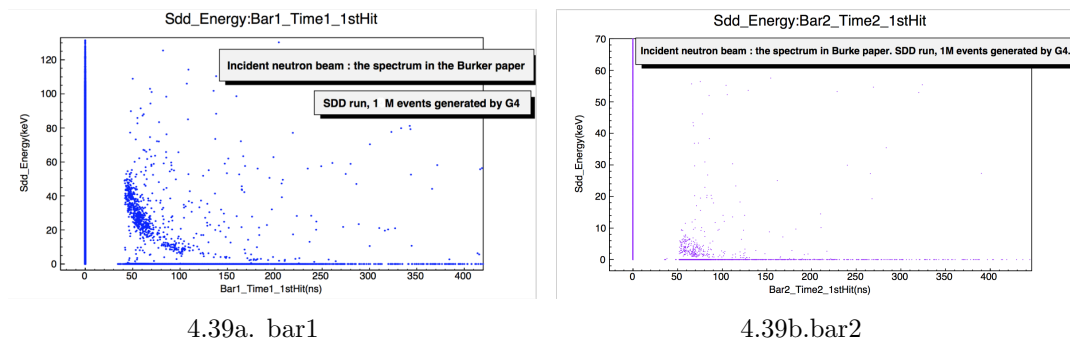 Sdd_Energy:Bar1_Time1_1stHit
Sdd_Energy(keV)
120
100
80
60
40
20
0
Incident neutron beam : the spectrum in the Burker paper
SDD run, 1 M events generated by G4
0 50 100 150 200 250 300 350 400
Bar1_Time1_1stHit(ns)
4.39a. bar1
Sdd_Energy:Bar2_Time2_1stHit
Sdd_Energy(keV)
70
60
50
40
30
20
10
0
Incident neutron beam : the spectrum in Burke paper. SDD run, 1M events generated by G4.
0 50 100 150 200 250 300 350 400
Bar2_Time2_1stHit(ns)
4.39b.bar2